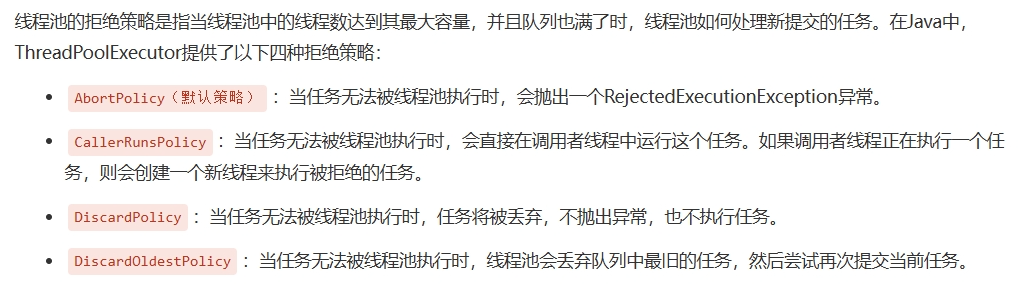 线程池的拒绝策略是指当线程池中的线程数达到其最大容量，并且队列也满了时，线程池如何处理新提交的任务。在Java中，
ThreadPoolExecutor提供了以下四种拒绝策略：
• AbortPolicy（默认策略）：当任务无法被线程池执行时，会抛出一个RejectedExecutionException异常。
• CallerRunsPolicy：当任务无法被线程池执行时，会直接在调用者线程中运行这个任务。如果调用者线程正在执行一个任
务，则会创建一个新线程来执行被拒绝的任务。
• DiscardPolicy：当任务无法被线程池执行时，任务将被丢弃，不抛出异常，也不执行任务。
• DiscardOldestPolicy：当任务无法被线程池执行时，线程池会丢弃队列中最旧的任务，然后尝试再次提交当前任务。